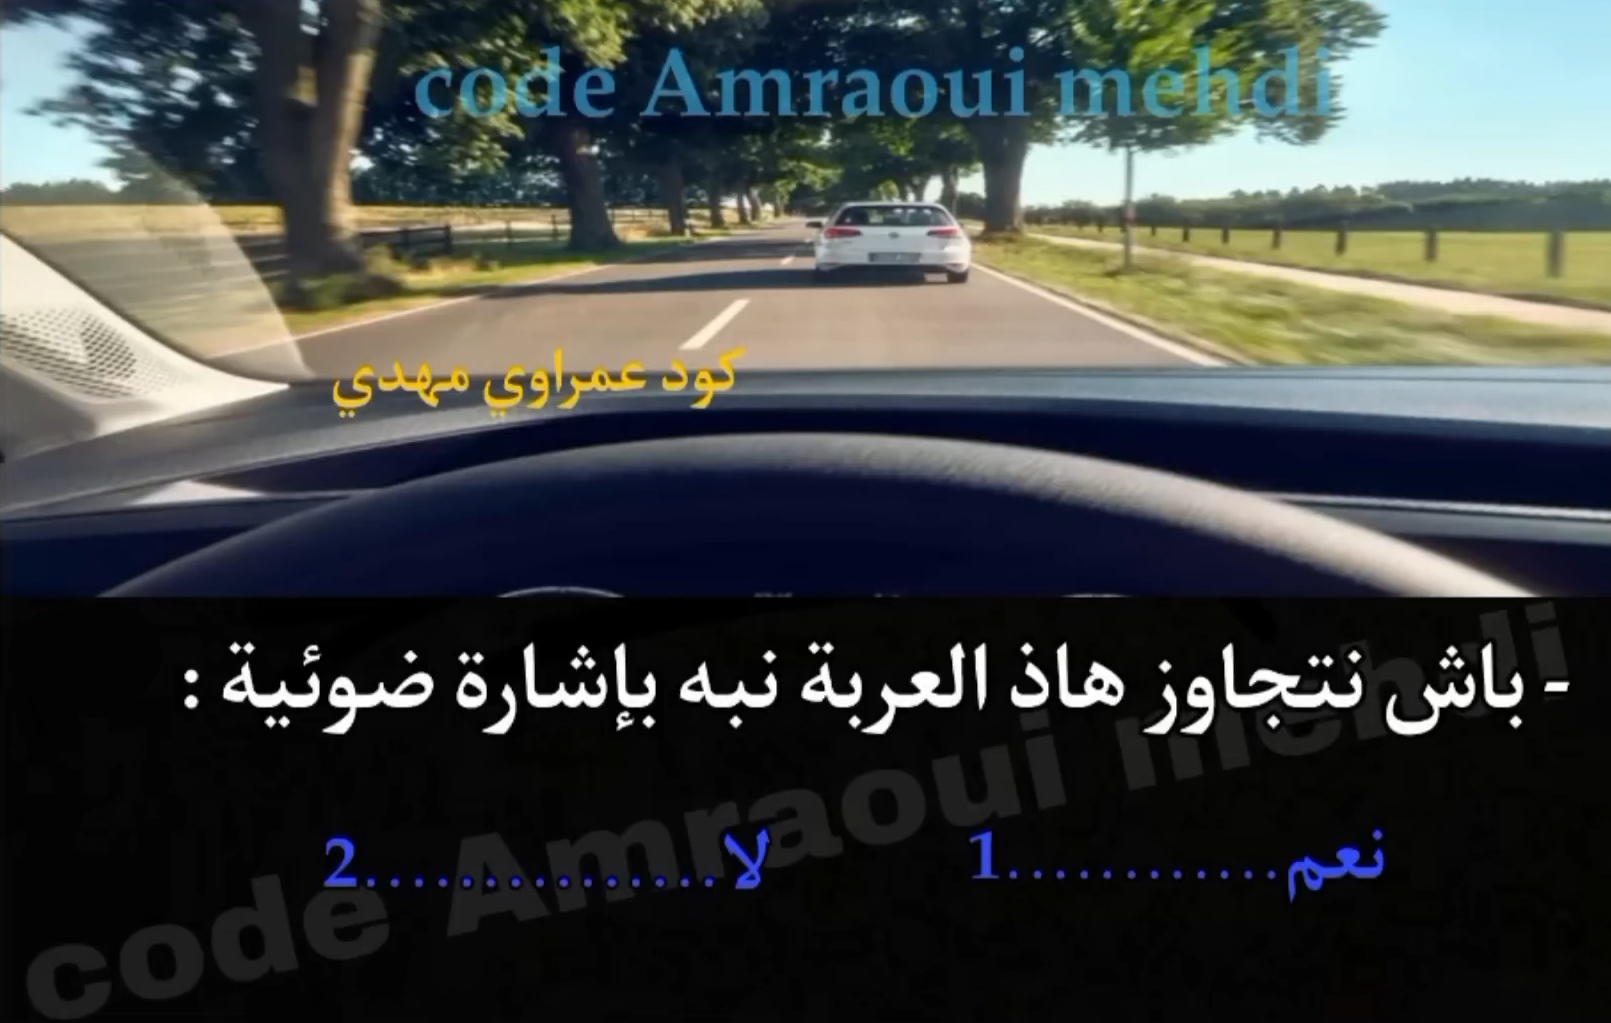 code Amraoui mehdi
كود عمراوي مهدي
- باش نتجاوز هاذ العربة نبه بإشارة ضوئية :
نعم............1 لا...............2
code Amraoui mehdi